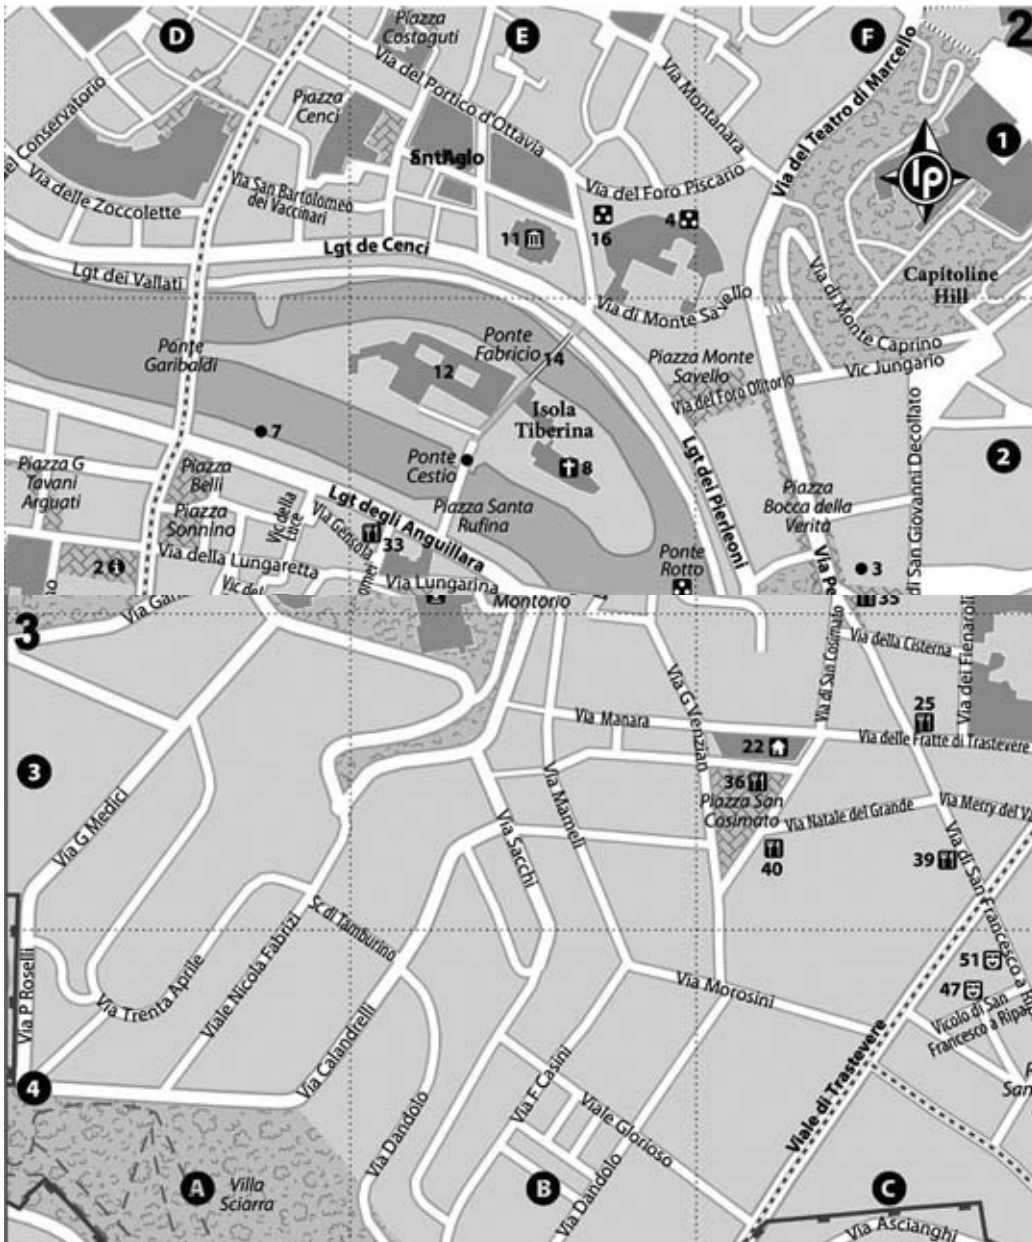 D
E
F
2
Piazza
Costaguti
Via del Portico d'Ottavia
Via Montanara
Via del Teatro di Marcello
Piazza
Cenci
Conservatorio
1
lp
Via delle Zoccolette
Via San Bartolomeo
dei Vaccinari
Via del Foro Piscario
16
4
11
Lgt de Cenci
Lgt dei Vallati
Capitoline
Hill
Via di Monte Savello
Via di Monte Caprino
Ponte
Garibaldi
Ponte
Fabricio
14
12
Piazza Monte
Savello
Vic Jungario
Via del Foro Olitorio
Isola
Tiberina
7
Ponte
Cestio
8
Lgt dei Pierleoni
di San Giovanni Decollato
2
Piazza G
Tavani
Arguati
Piazza
Belli
Piazza
Sonnino
Vic della
Luce
Via Gensola
Lgt degli Anguillara
33
Piazza Santa
Rufina
Piazza
Bocca della
Verità
Via della Lungaretta
2
Via Lungarina
Ponte
Rotto
3
35
3
Montorio
Via della Cisterna
Via di San Cosimato
Via dei Fienaroli
Via G Venzian
25
Via Manara
Via delle Fratte di Trastevere
22
3
36
Piazza San
Cosimato
Via Natale del Grande
Via Merry del
Via G Medici
Via Sacchi
Via Mameli
40
39
Via di San Francesco a
Sc di Tamburino
Via P Roselli
Via Trenta Aprile
Viale Nicola Fabrizi
Via Calandrelli
Via Morosini
51
47
Vicolo di San
Francesco a Ripa
4
Via Dandolo
Via F Casini
Viale Glorioso
Via Dandolo
Viale di Trastevere
A
Villa
Sciarra
B
C
Via Ascianghi